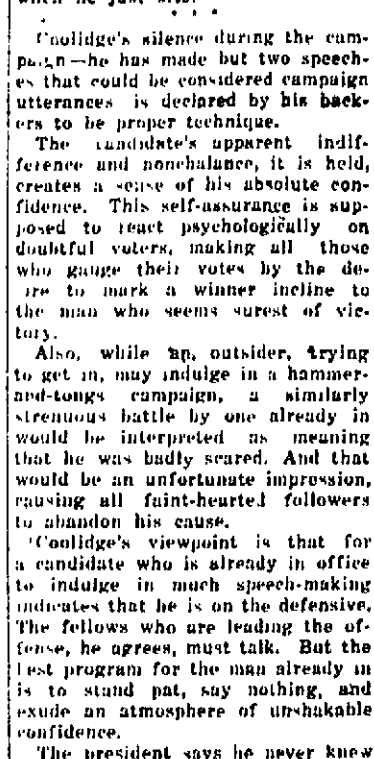 Coolidge's silence during the cam-
paign—he has made but two speech-
es that could be considered campaign
utterances is declared by his back-
ers to be proper technique.
The candidate's apparent indif-
ference and nonchalance, it is held,
creates a sense of his absolute con-
fidence. This self-assurance is sup-
posed to react psychologically on
doubtful voters, making all those
who gauge their votes by the de-
sire to mark a winner incline to
the man who seems surest of vic-
tory.
Also, while an, outsider, trying
to get in, may indulge in a hammer-
and-tongs campaign, a similarly
strenuous battle by one already in
would be interpreted as meaning
that he was badly scared. And that
would be an unfortunate impression,
causing all faint-hearted followers
to abandon his cause.
Coolidge's viewpoint is that for
a candidate who is already in office
to indulge in much speech-making
indicates that he is on the defensive.
The fellows who are leading the of-
fense, he agrees, must talk. But the
best program for the man already in
is to stand pat, say nothing, and
exude an atmosphere of unshakable
confidence.
The president says he never knew